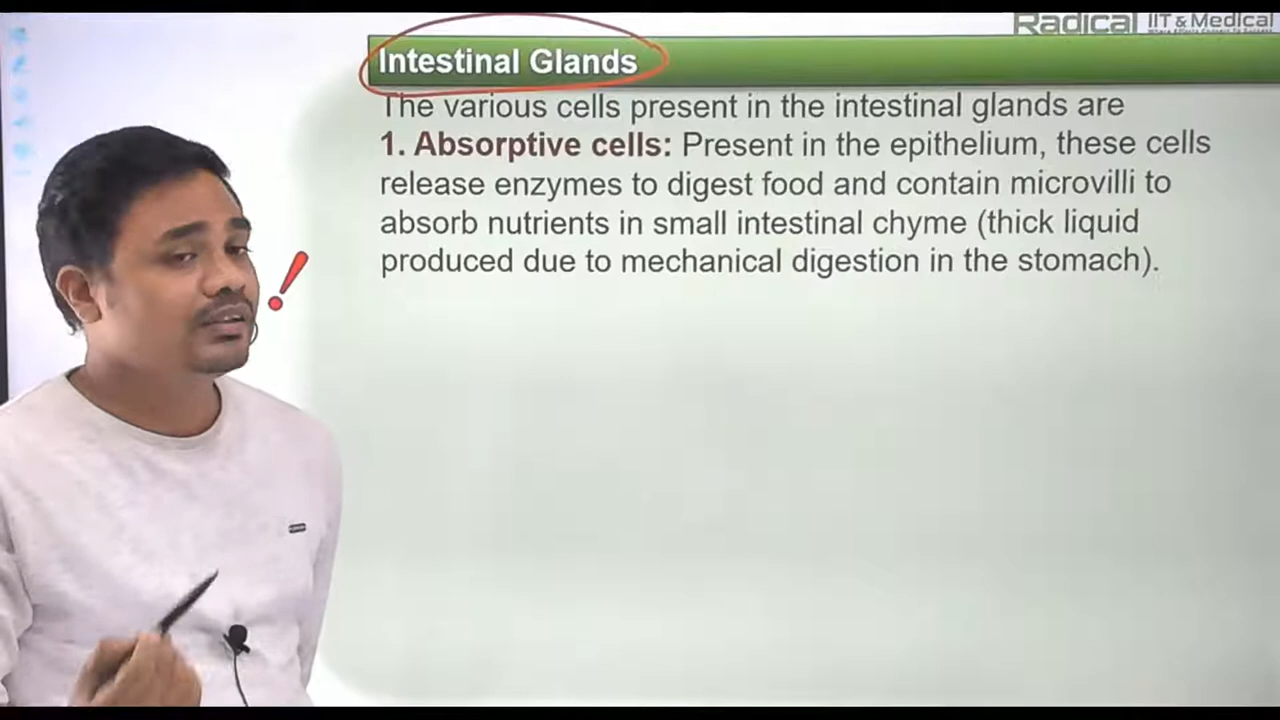 Radical IIT & Medical
Intestinal Glands
The various cells present in the intestinal glands are
1. Absorptive cells: Present in the epithelium, these cells
release enzymes to digest food and contain microvilli to
absorb nutrients in small intestinal chyme (thick liquid
produced due to mechanical digestion in the stomach).